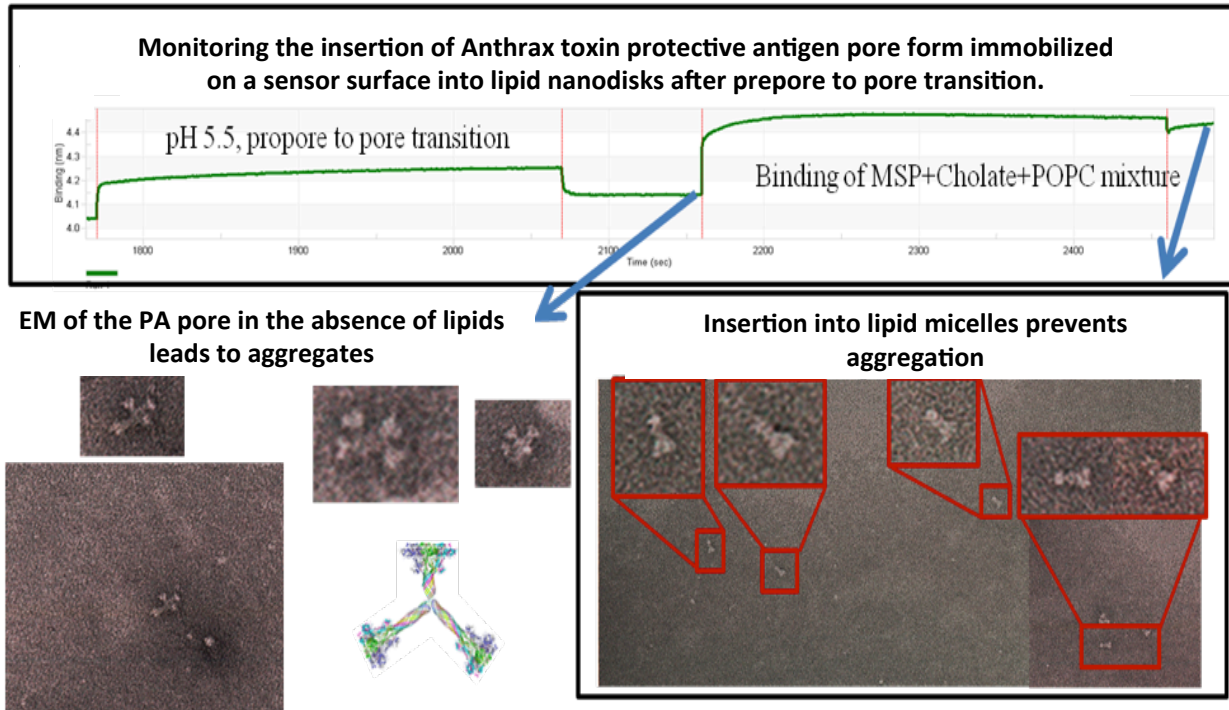 Monitoring the insertion of Anthrax toxin protective antigen pore form immobilized
on a sensor surface into lipid nanodisks after prepore to pore transition.
pH 5.5, propore to pore transition
Binding of MSP+Cholate+POPC mixture
Binding (nm)
4.4
4.3
4.2
4.1
4.0
1800
1900
2000
2100
2200
2300
2400
Time (sec)
EM of the PA pore in the absence of lipids
leads to aggregates
Insertion into lipid micelles prevents
aggregation